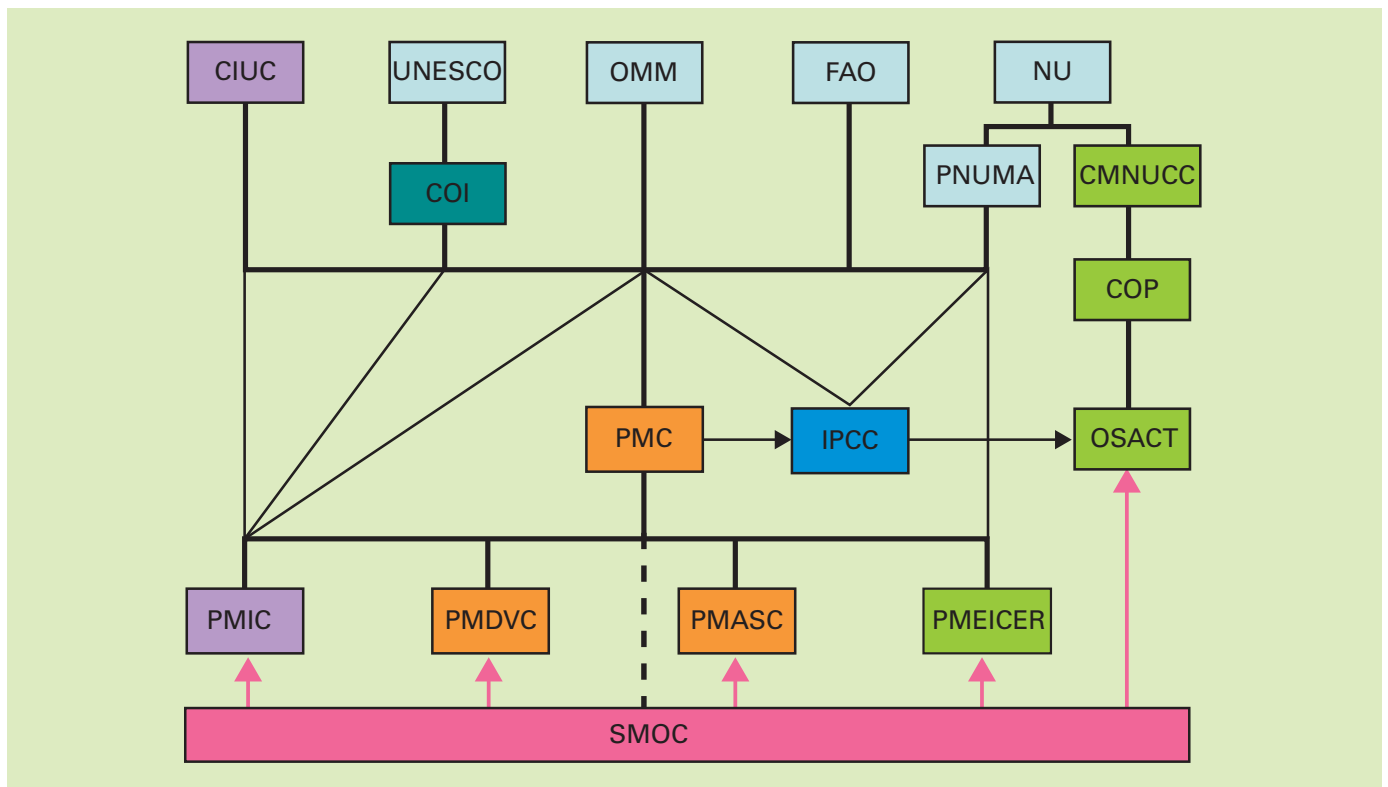 CIUC
UNESCO
OMM
FAO
NU
PNUMA
CMNUCC
COI
COP
PMC
IPCC
OSACT
PMIC
PMDVC
PMASC
PMEICER
SMOC